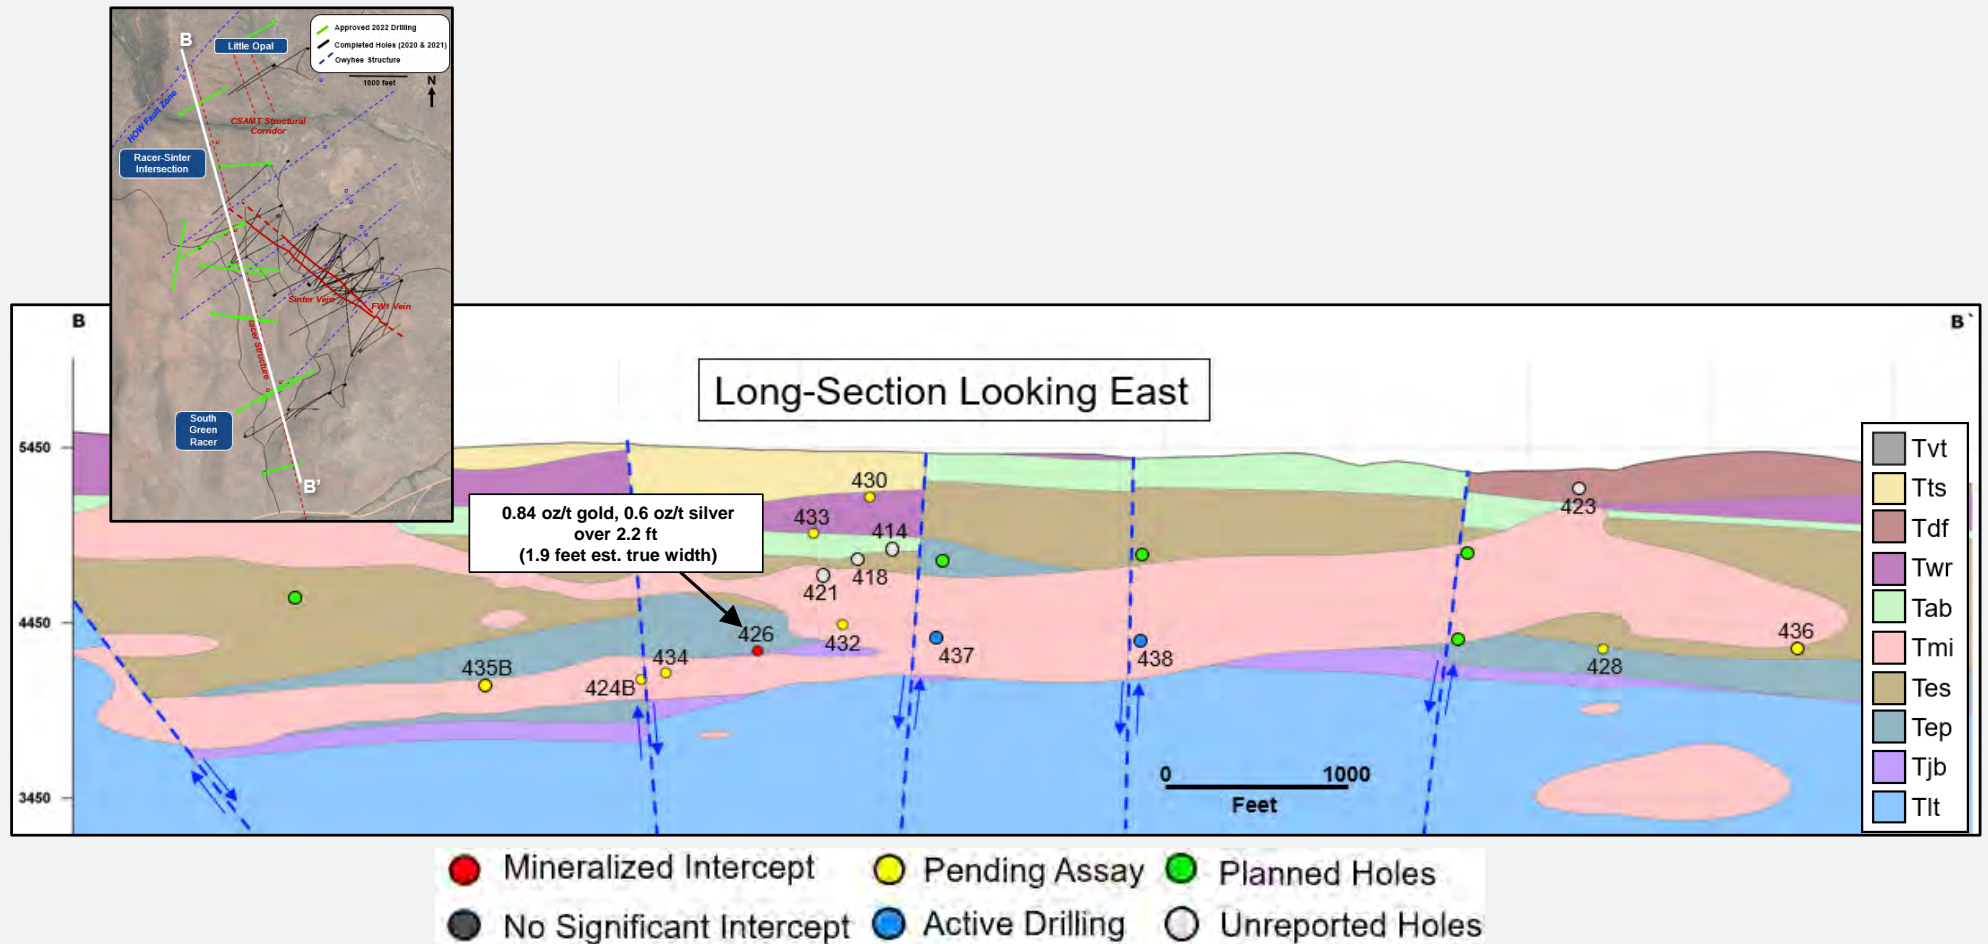 B
Little Opal
Approved 2022 Drilling
Completed Holes (2020 & 2021)
Owyhee Structure
1000 feet
N
HOW Fault Zone
CSAMT Structural
Corridor
Racer-Sinter
Intersection
Sinter Vein
FW1 Vein
Racer Structure
South
Green
Racer
B'
B
B`
Long-Section Looking East
5450
4450
3450
0.84 oz/t gold, 0.6 oz/t silver
over 2.2 ft
(1.9 feet est. true width)
430
433
414
418
421
423
426
432
437
438
434
435B
424B
428
436
0
1000
Feet
Tvt
Tts
Tdf
Twr
Tab
Tmi
Tes
Tep
Tjb
Tlt
Mineralized Intercept
Pending Assay
Planned Holes
No Significant Intercept
Active Drilling
Unreported Holes